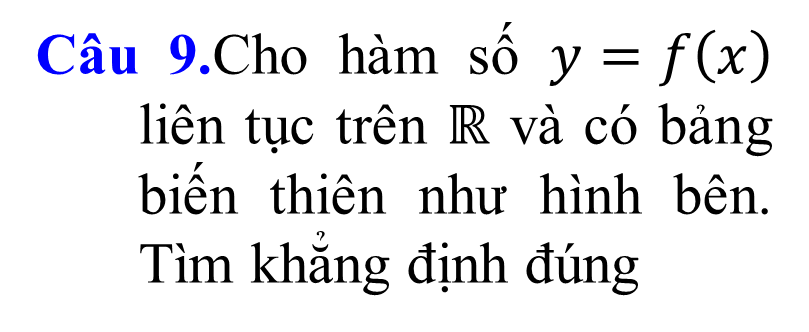 Câu 9.Cho hàm số y = f(x)
liên tục trên ℝ và có bảng
biến thiên như hình bên.
Tìm khẳng định đúng